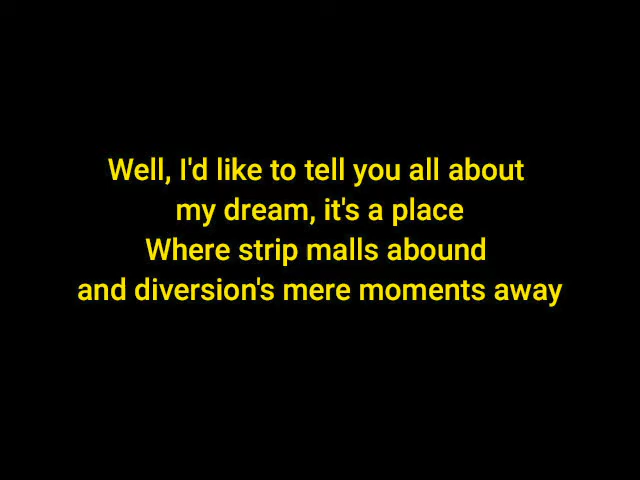 Well, I'd like to tell you all about
my dream, it's a place
Where strip malls abound
and diversion's mere moments away